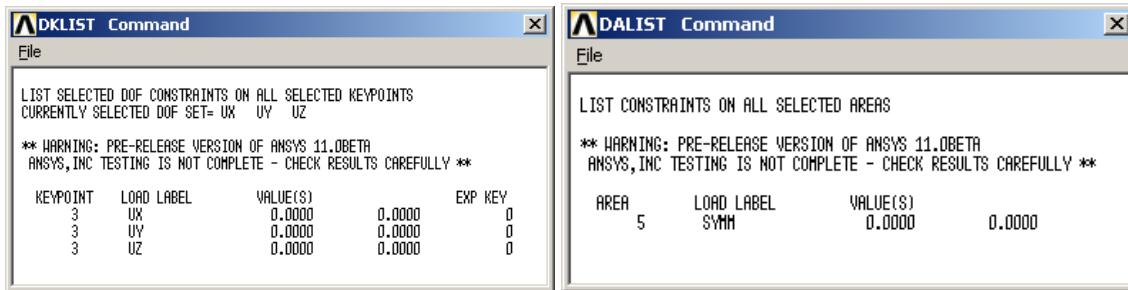 DKLIST Command
File
LIST SELECTED DOF CONSTRAINTS ON ALL SELECTED KEYPOINTS
CURRENTLY SELECTED DOF SET= UX UY UZ
** WARNING: PRE-RELEASE VERSION OF ANSYS 11.0BETA
ANSYS,INC TESTING IS NOT COMPLETE - CHECK RESULTS CAREFULLY **
KEYPOINT LOAD LABEL VALUE(S) EXP KEY
3 UX 0.0000 0.0000 0
3 UY 0.0000 0.0000 0
3 UZ 0.0000 0.0000 0
DALIST Command
File
LIST CONSTRAINTS ON ALL SELECTED AREAS
** WARNING: PRE-RELEASE VERSION OF ANSYS 11.0BETA
ANSYS,INC TESTING IS NOT COMPLETE - CHECK RESULTS CAREFULLY **
AREA LOAD LABEL VALUE(S)
5 SYMM 0.0000 0.0000